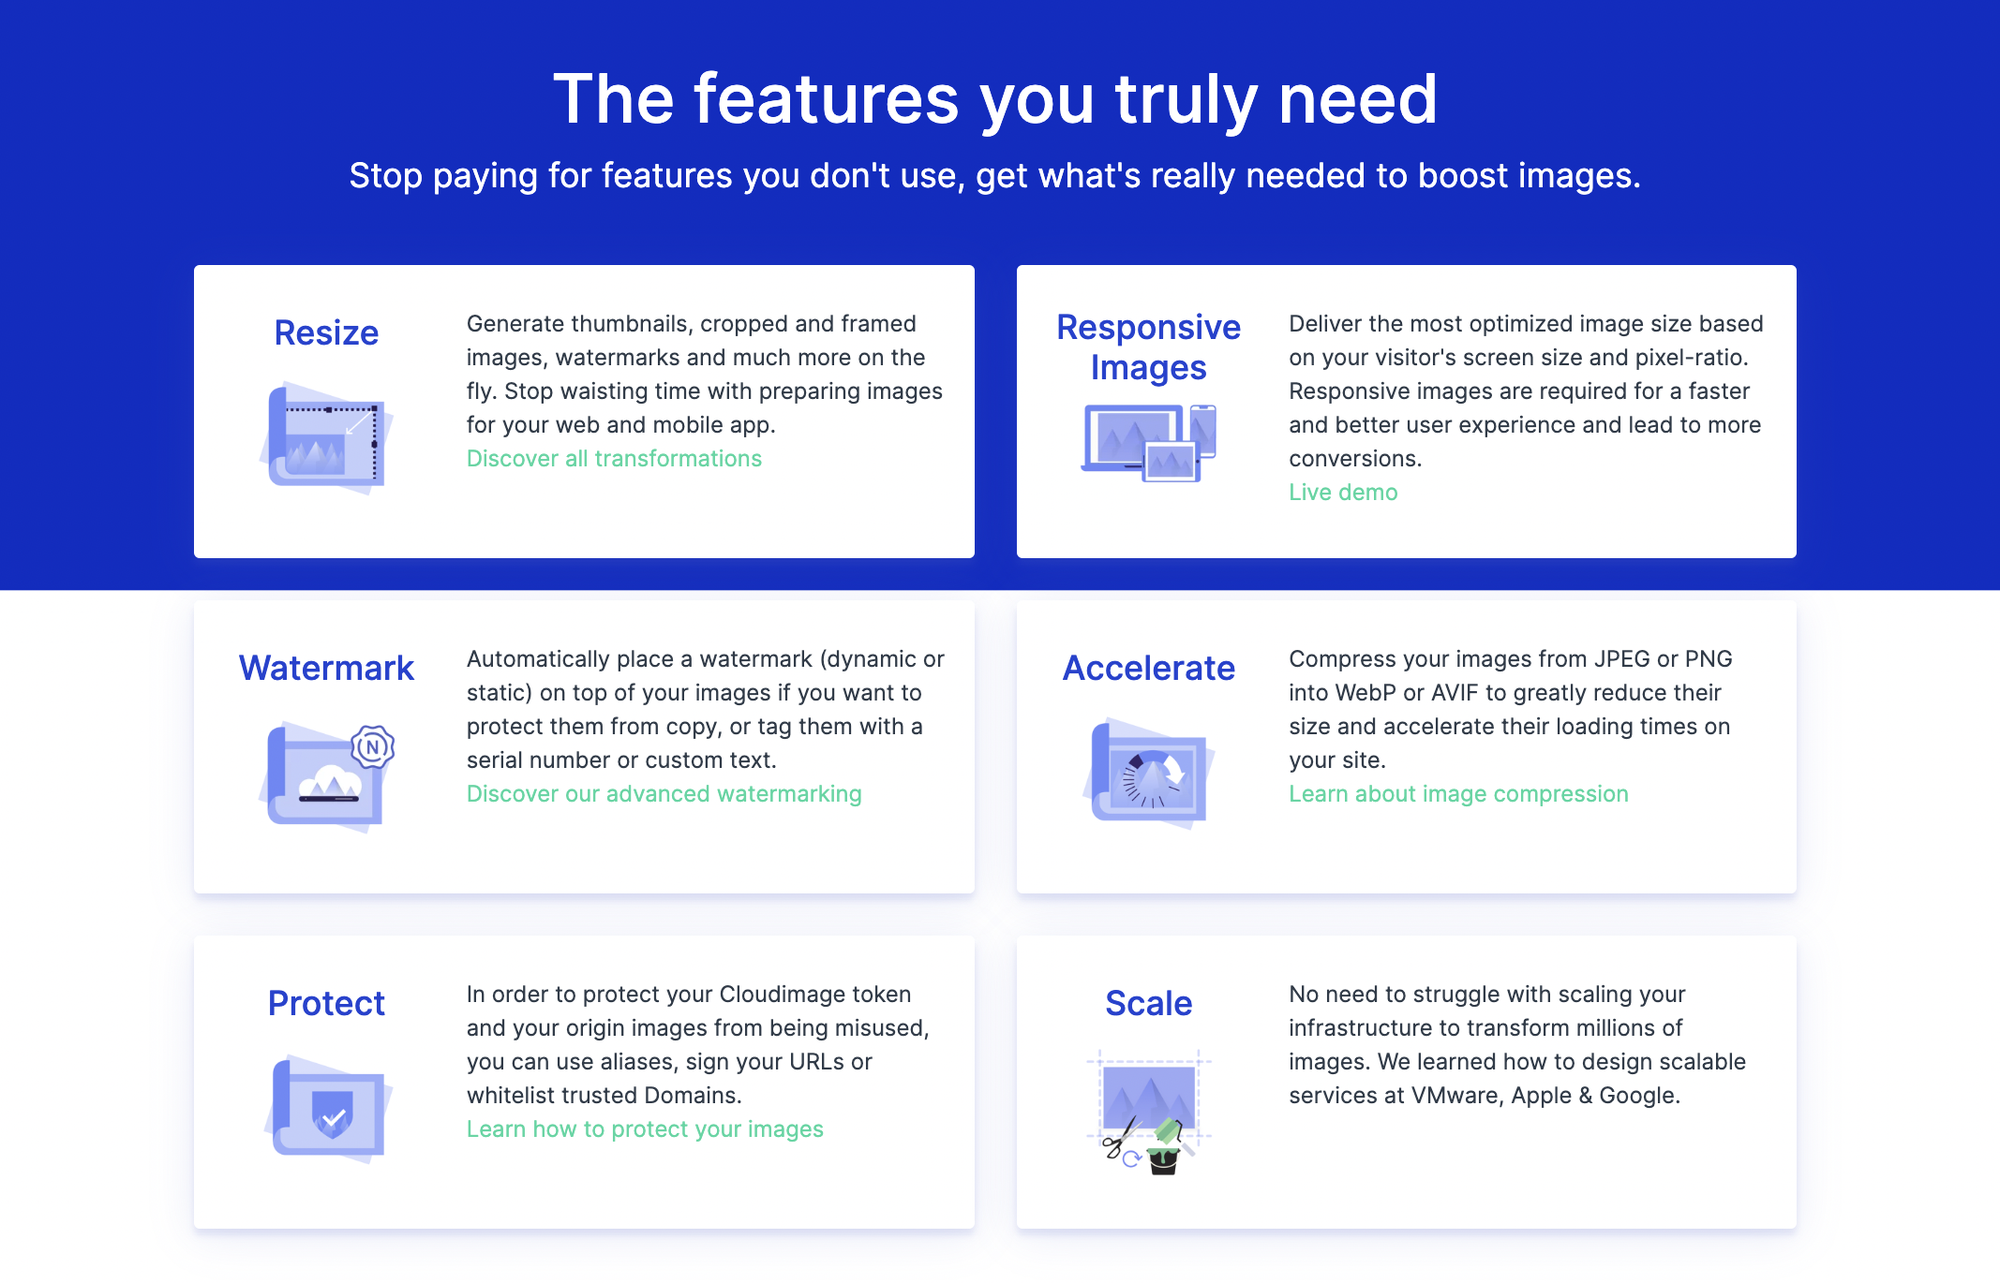 The features you truly need
Stop paying for features you don't use, get what's really needed to boost images.
Resize
Generate thumbnails, cropped and framed
images, watermarks and much more on the
fly. Stop waisting time with preparing images
for your web and mobile app.
Discover all transformations
Responsive
Images
Deliver the most optimized image size based
on your visitor's screen size and pixel-ratio.
Responsive images are required for a faster
and better user experience and lead to more
conversions.
Live demo
Watermark
N
Automatically place a watermark (dynamic or
static) on top of your images if you want to
protect them from copy, or tag them with a
serial number or custom text.
Discover our advanced watermarking
Accelerate
Compress your images from JPEG or PNG
into WebP or AVIF to greatly reduce their
size and accelerate their loading times on
your site.
Learn about image compression
Protect
In order to protect your Cloudimage token
and your origin images from being misused,
you can use aliases, sign your URLs or
whitelist trusted Domains.
Learn how to protect your images
Scale
No need to struggle with scaling your
infrastructure to transform millions of
images. We learned how to design scalable
services at VMware, Apple & Google.